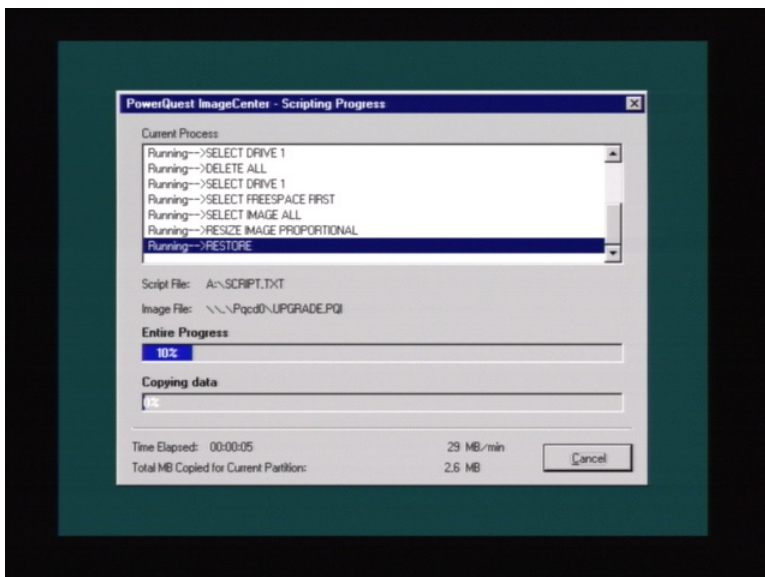 PowerQuest ImageCenter - Scripting Progress
Current Process
Running-->SELECT DRIVE 1
Running-->DELETE ALL
Running-->SELECT DRIVE 1
Running-->SELECT FREESPACE FIRST
Running-->SELECT IMAGE ALL
Running-->RESIZE IMAGE PROPORTIONAL
Running-->RESTORE
Script File: A:\SCRIPT.TXT
Image File: \\.\Pqcd0\UPGRADE.PQI
Entire Progress
10%
Copying data
0%
Time Elapsed: 00:00:05 29 MB/min
Total MB Copied for Current Partition: 2.6 MB
Cancel